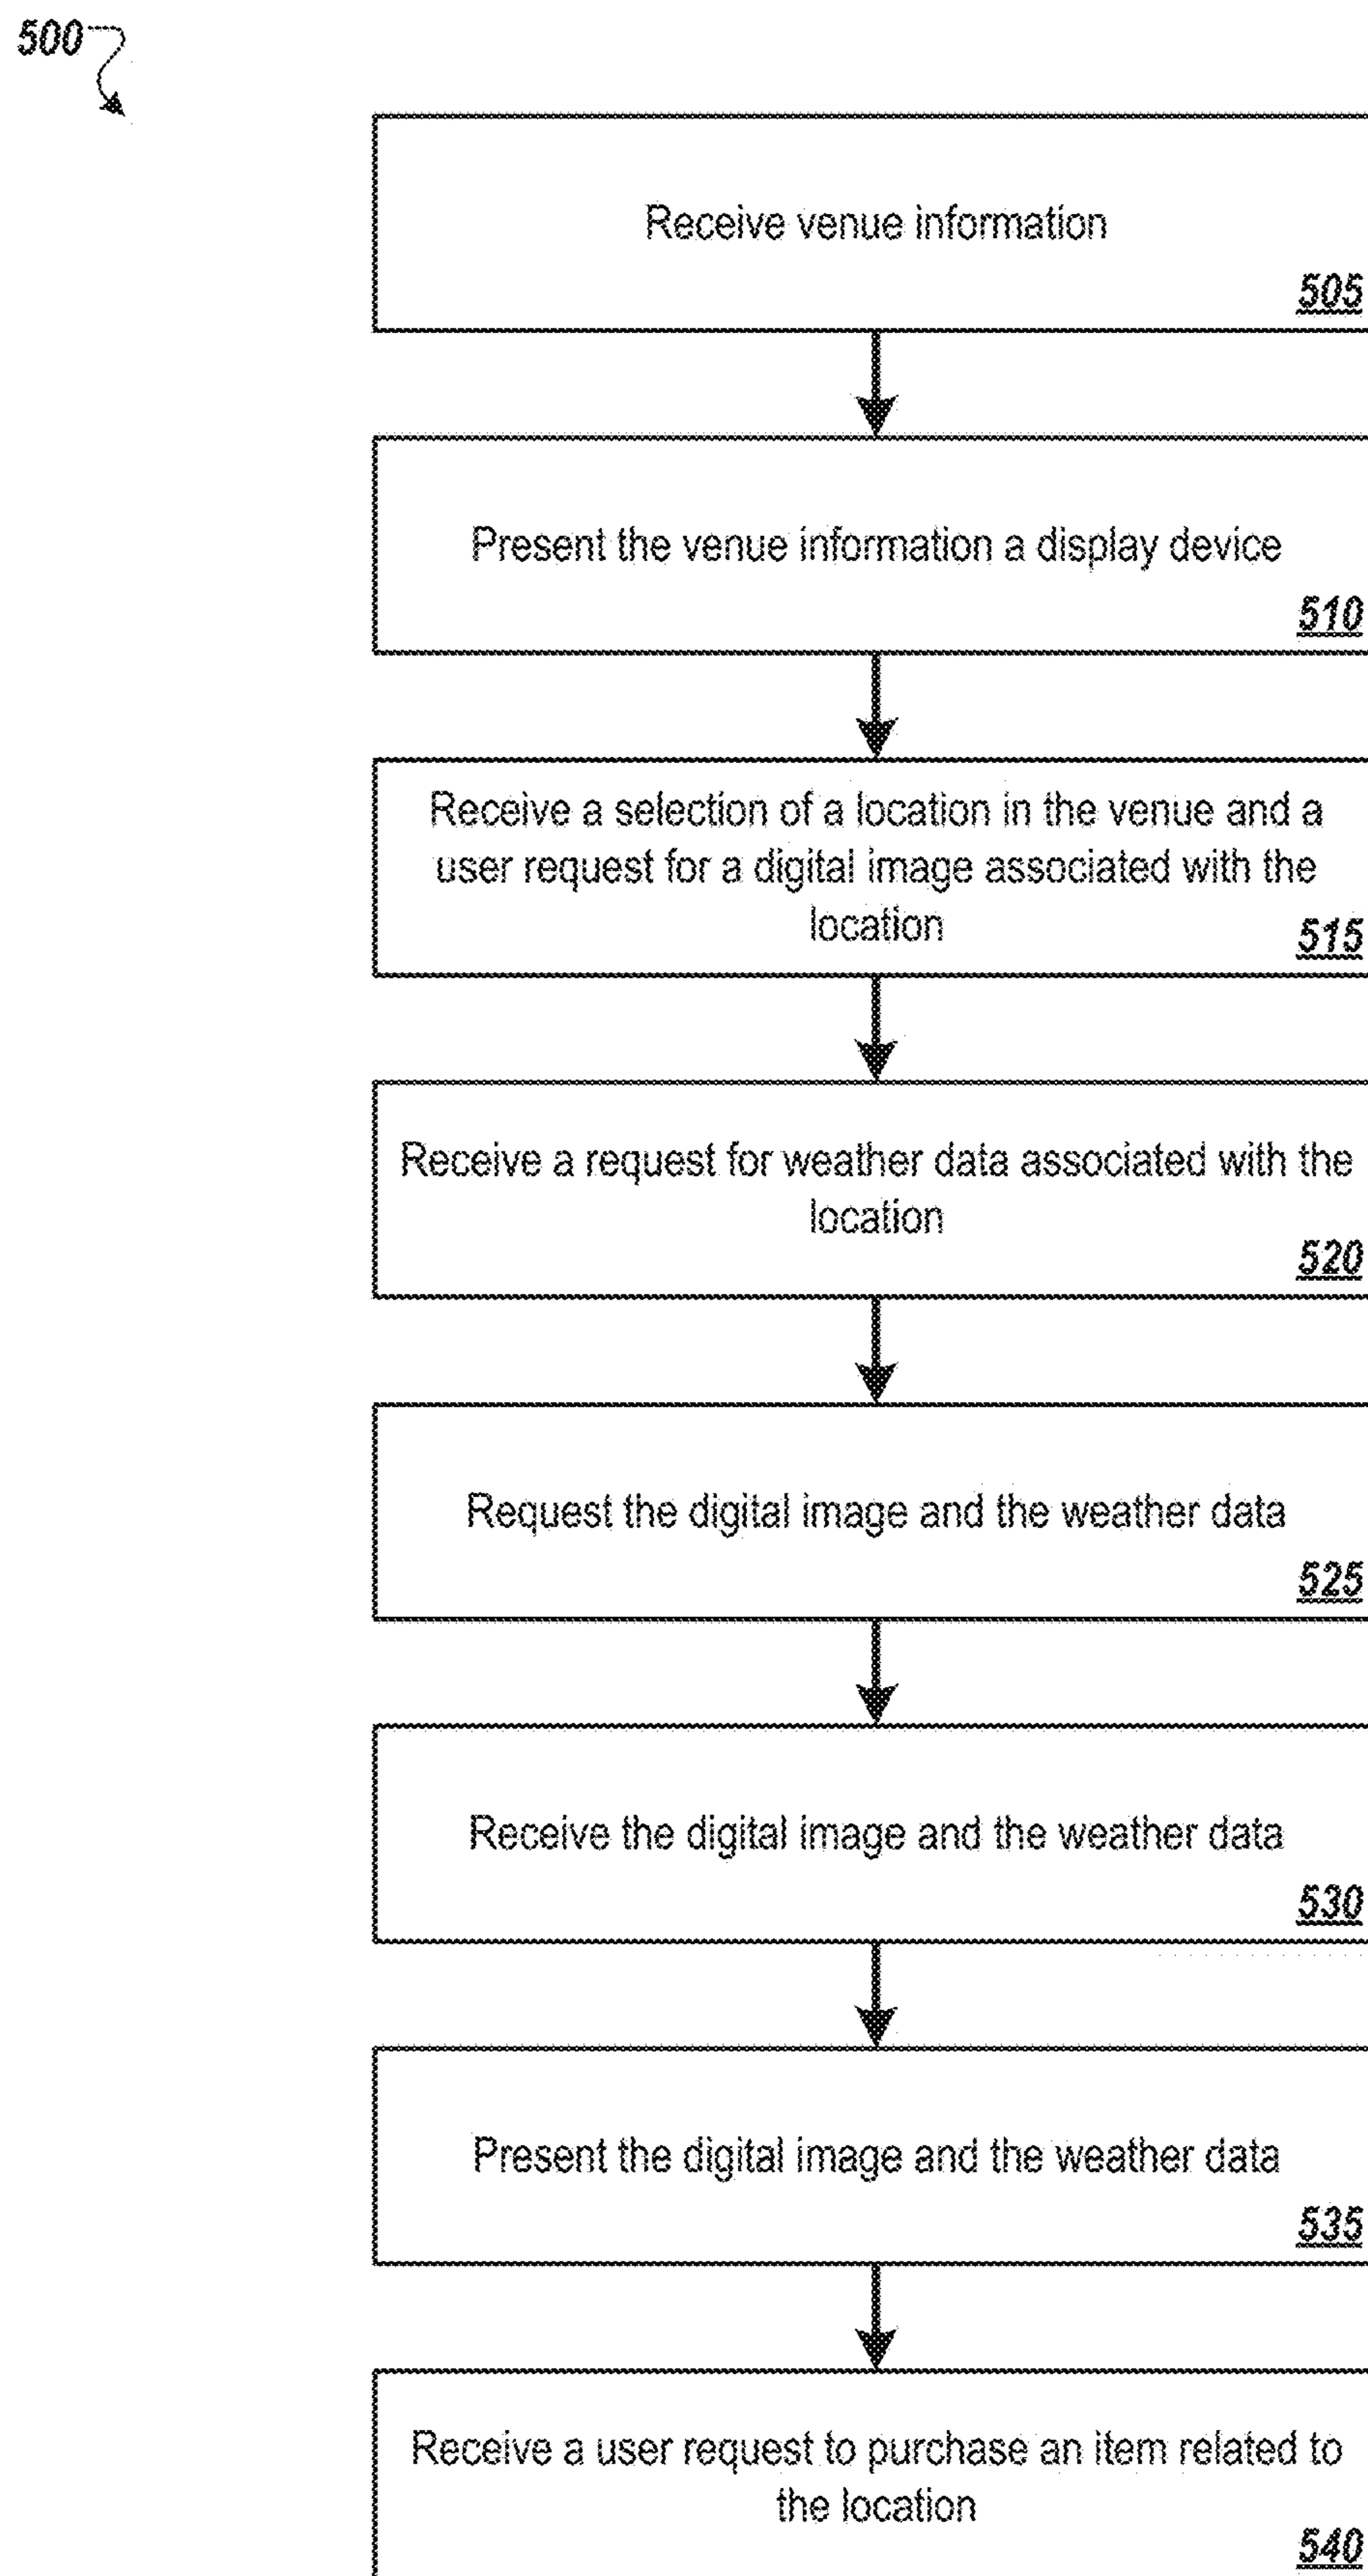 500
Receive venue information
505
Present the venue information a display device
510
Receive a selection of a location in the venue and a
user request for a digital image associated with the
location
515
Receive a request for weather data associated with the
location
520
Request the digital image and the weather data
525
Receive the digital image and the weather data
530
Present the digital image and the weather data
535
Receive a user request to purchase an item related to
the location
540